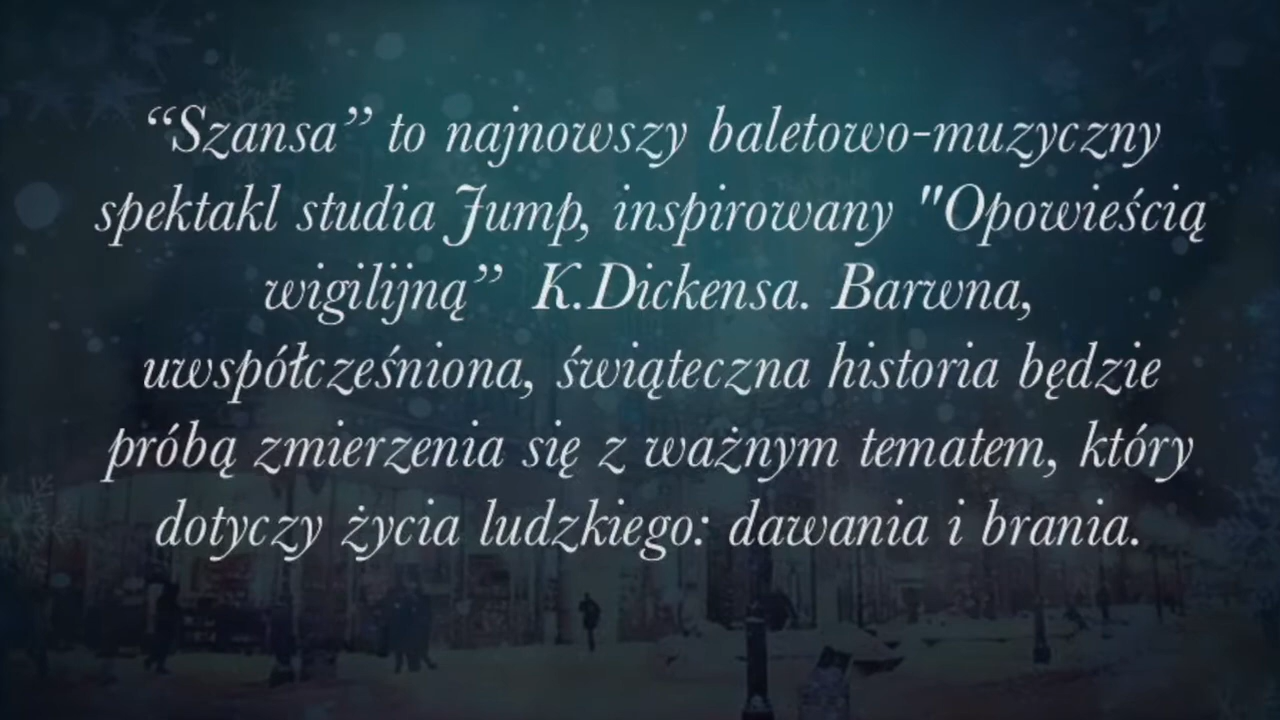 “Szansa” to najnowszy baletowo-muzyczny
spektakl studia Jump, inspirowany "Opowieścią
wigilijną” K.Dickensa. Barwna,
uwspółcześniona, świąteczna historia będzie
próbą zmierzenia się z ważnym tematem, który
dotyczy życia ludzkiego: dawania i brania.